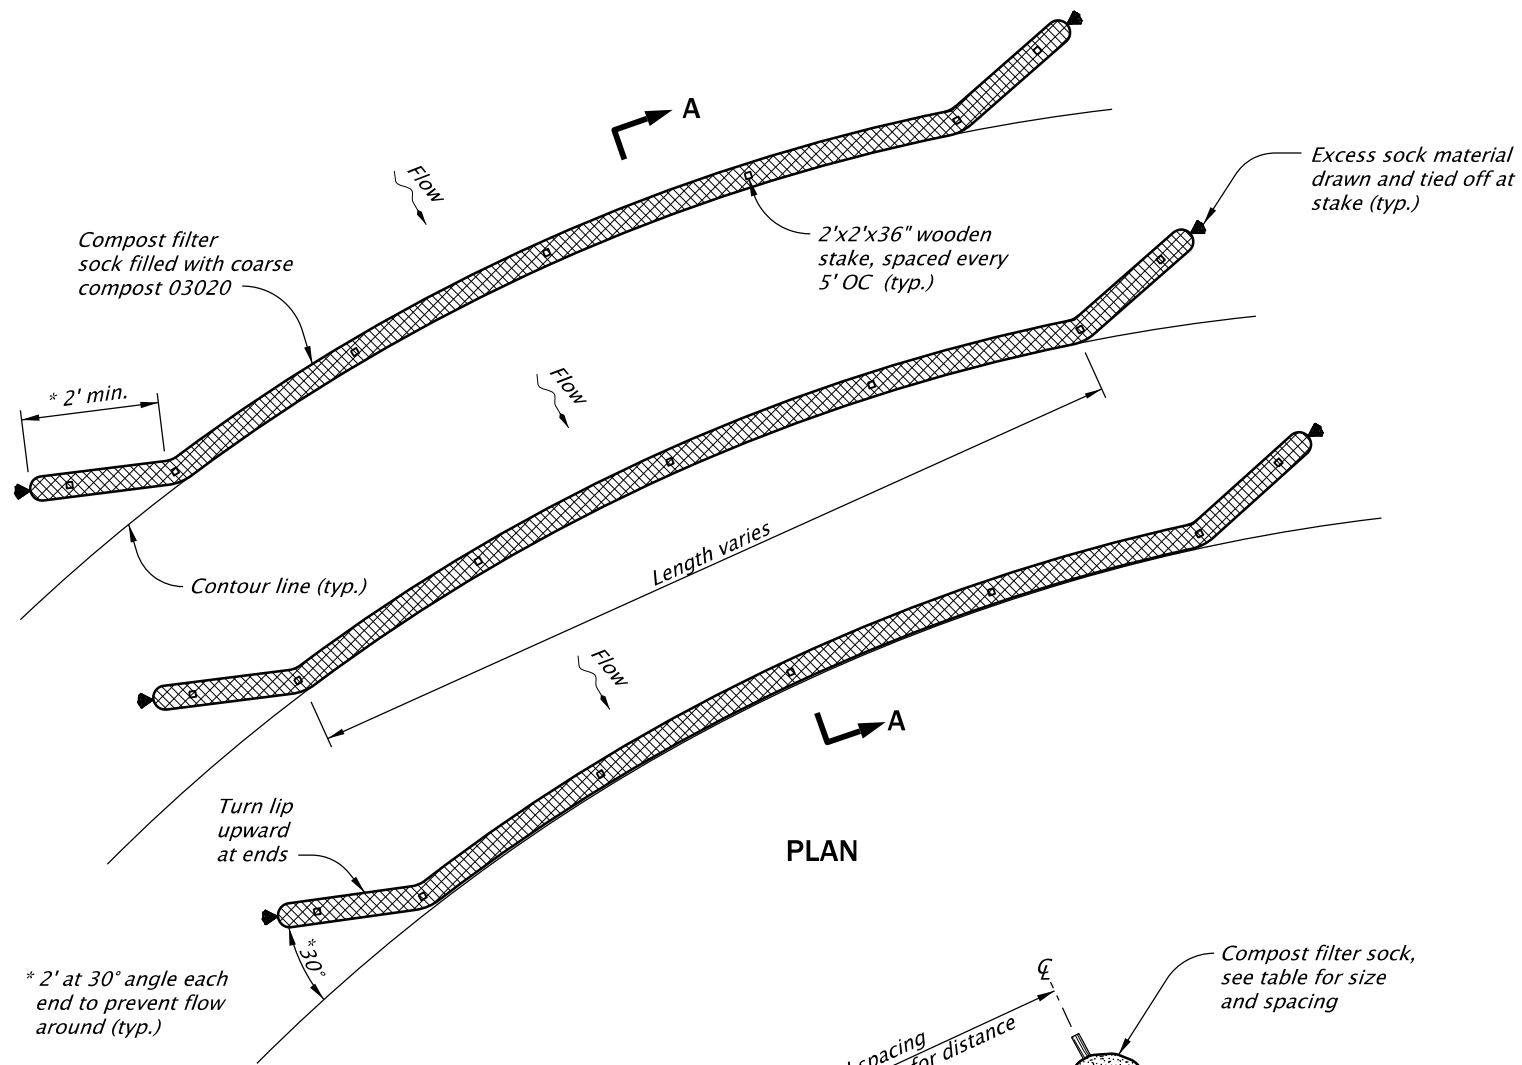 A
Flow
Excess sock material
drawn and tied off at
stake (typ.)
Compost filter
sock filled with coarse
compost 03020
2'x2'x36" wooden
stake, spaced every
5' OC (typ.)
* 2' min.
Flow
Length varies
Contour line (typ.)
Flow
A
Turn lip
upward
at ends
PLAN
*30°
* 2' at 30° angle each
end to prevent flow
around (typ.)
℄
Compost filter sock,
see table for size
and spacing
spacing
for distance